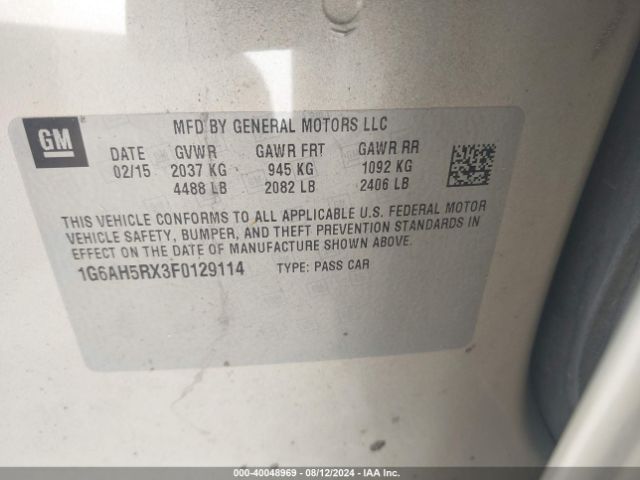 GM
MFD BY GENERAL MOTORS LLC
DATE GVWR GAWR FRT GAWR RR
02/15 2037 KG 945 KG 1092 KG
4488 LB 2082 LB 2406 LB
THIS VEHICLE CONFORMS TO ALL APPLICABLE U.S. FEDERAL MOTOR
VEHICLE SAFETY, BUMPER, AND THEFT PREVENTION STANDARDS IN
EFFECT ON THE DATE OF MANUFACTURE SHOWN ABOVE.
1G6AH5RX3F0129114 TYPE: PASS CAR
000-40048969 - 08/12/2024 - IAAI.COM